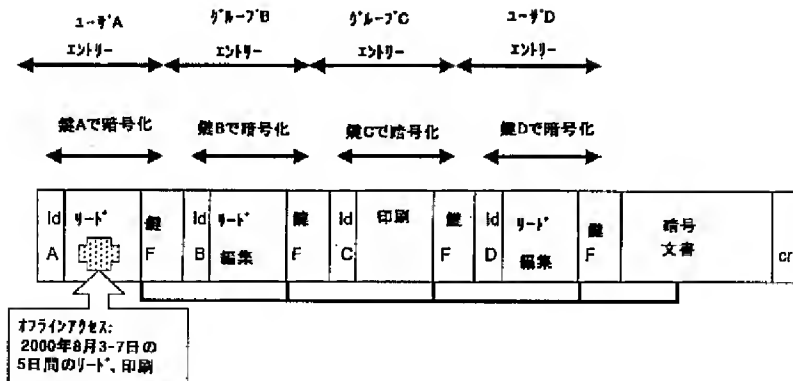 ﾕｰｻﾞA
ｸﾞﾙｰﾌﾟB
ｸﾞﾙｰﾌﾟC
ﾕｰｻﾞD
ｴﾝﾄﾘｰ
ｴﾝﾄﾘｰ
ｴﾝﾄﾘｰ
ｴﾝﾄﾘｰ
鍵Aで暗号化
鍵Bで暗号化
鍵Cで暗号化
鍵Dで暗号化
Id A
ﾘｰﾄﾞ
鍵 F
Id B
ﾘｰﾄﾞ
編集
鍵 F
Id C
印刷
鍵 F
Id D
ﾘｰﾄﾞ
編集
鍵 F
暗号
文書
cr
ｵﾌﾗｲﾝｱｸｾｽ:
2000年8月3-7日の
5日間のﾘｰﾄﾞ、印刷